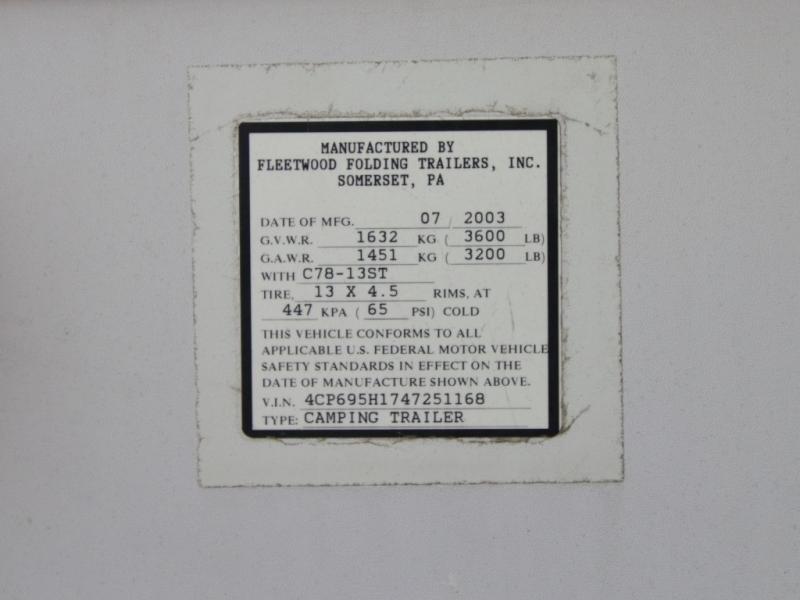 MANUFACTURED BY
FLEETWOOD FOLDING TRAILERS, INC.
SOMERSET, PA
DATE OF MFG. 07 / 2003
G.V.W.R. 1632 KG ( 3600 LB)
G.A.W.R. 1451 KG ( 3200 LB)
WITH C78-13ST
TIRE, 13 X 4.5 RIMS, AT
447 KPA ( 65 PSI) COLD
THIS VEHICLE CONFORMS TO ALL
APPLICABLE U.S. FEDERAL MOTOR VEHICLE
SAFETY STANDARDS IN EFFECT ON THE
DATE OF MANUFACTURE SHOWN ABOVE.
V.I.N. 4CP695H1747251168
TYPE: CAMPING TRAILER